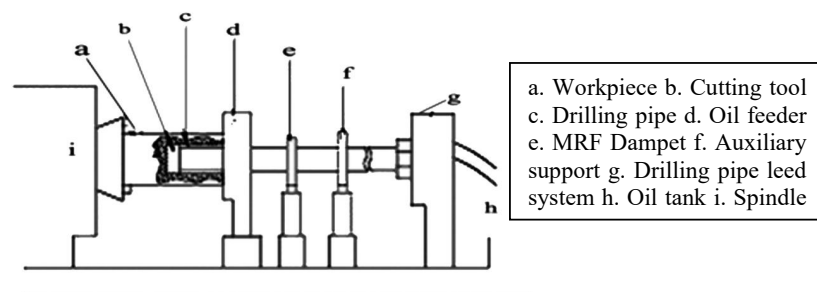 a
b
c
d
e
f
g
h
i
a. Workpiece b. Cutting tool
c. Drilling pipe d. Oil feeder
e. MRF Dampet f. Auxiliary
support g. Drilling pipe leed
system h. Oil tank i. Spindle